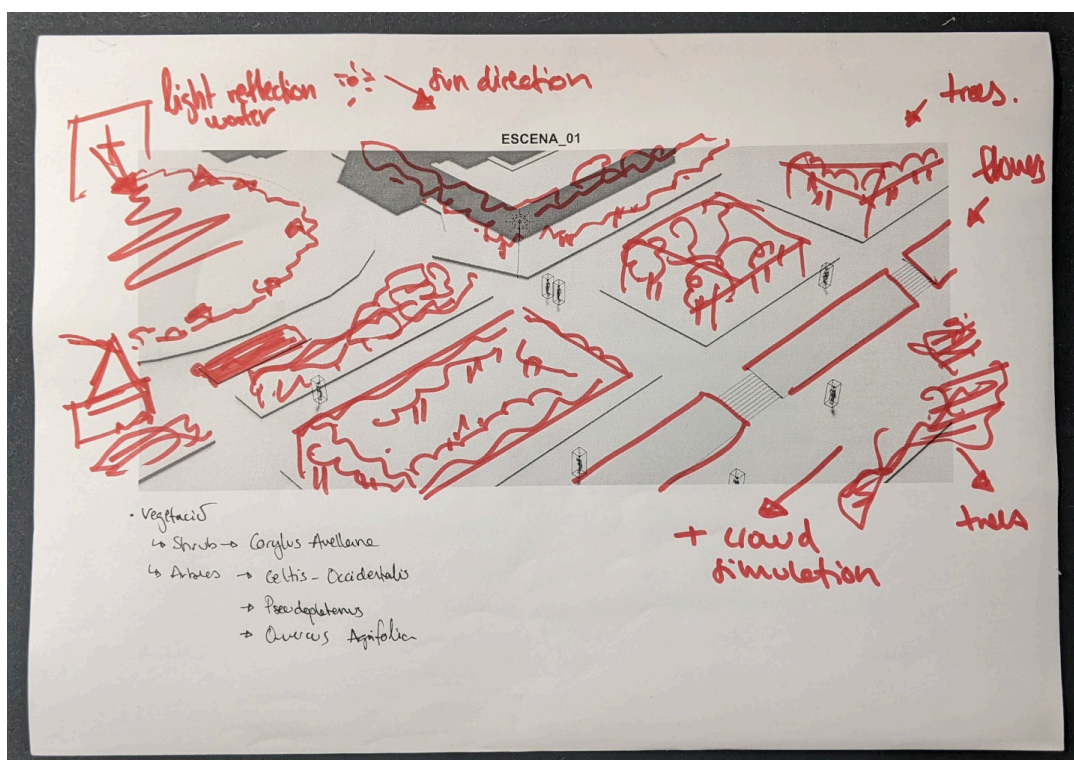 light reflection
water
sun direction
trees.
ESCENA_01
flowers
trees
+ crowd
simulation
• Vegetació
↳ Shrub → Corylus Avellana
↳ Arbres → Celtis - Occidentalis
→ Pseudoplatanus
→ Quercus Agrifolia